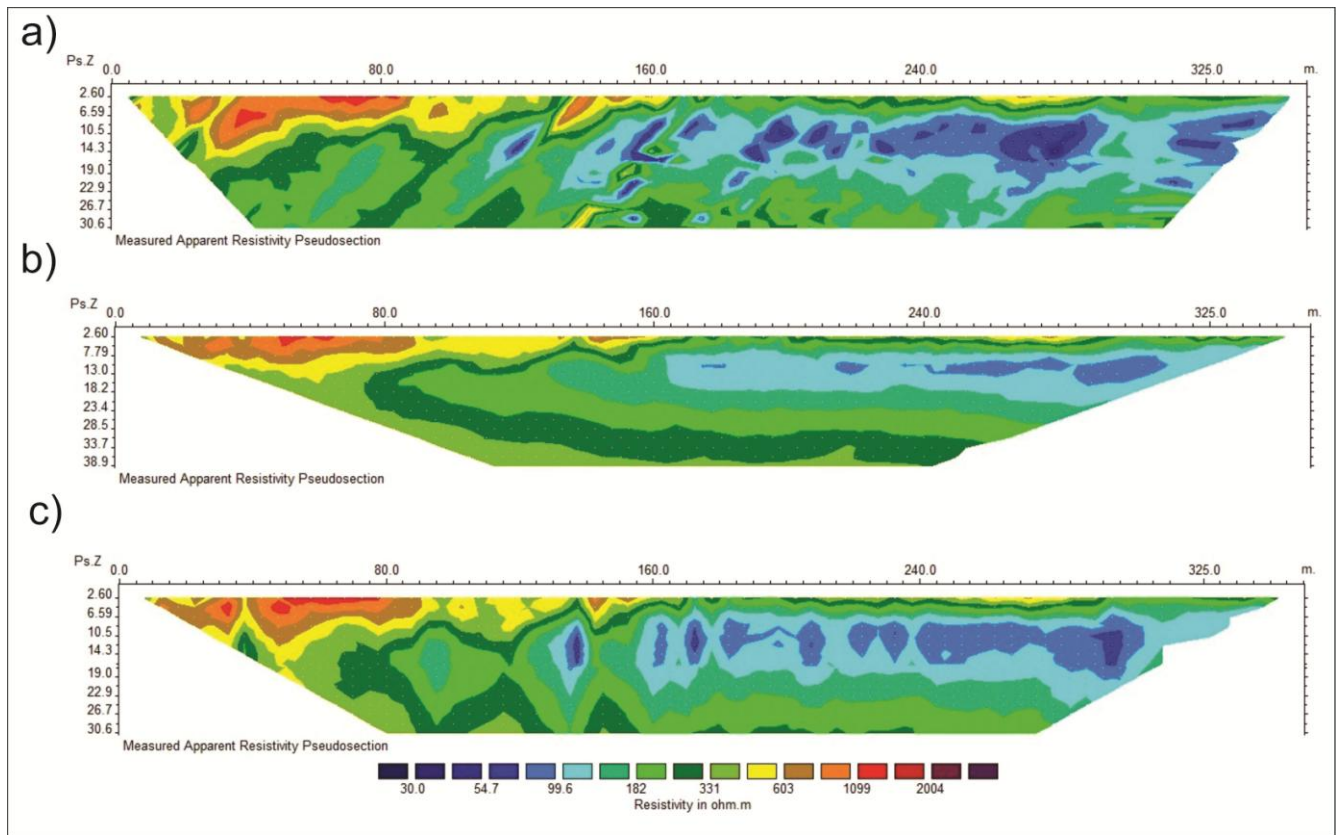 a)
Ps.Z
0.0 80.0 160.0 240.0 325.0 m.
2.60
6.59
10.5
14.3
19.0
22.9
26.7
30.6
Measured Apparent Resistivity Pseudosection
b)
Ps.Z
0.0 80.0 160.0 240.0 325.0 m.
2.60
7.79
13.0
18.2
23.4
28.5
33.7
38.9
Measured Apparent Resistivity Pseudosection
c)
Ps.Z
0.0 80.0 160.0 240.0 325.0 m.
2.60
6.59
10.5
14.3
19.0
22.9
26.7
30.6
Measured Apparent Resistivity Pseudosection
30.0 54.7 99.6 182 331 603 1099 2004
Resistivity in ohm.m